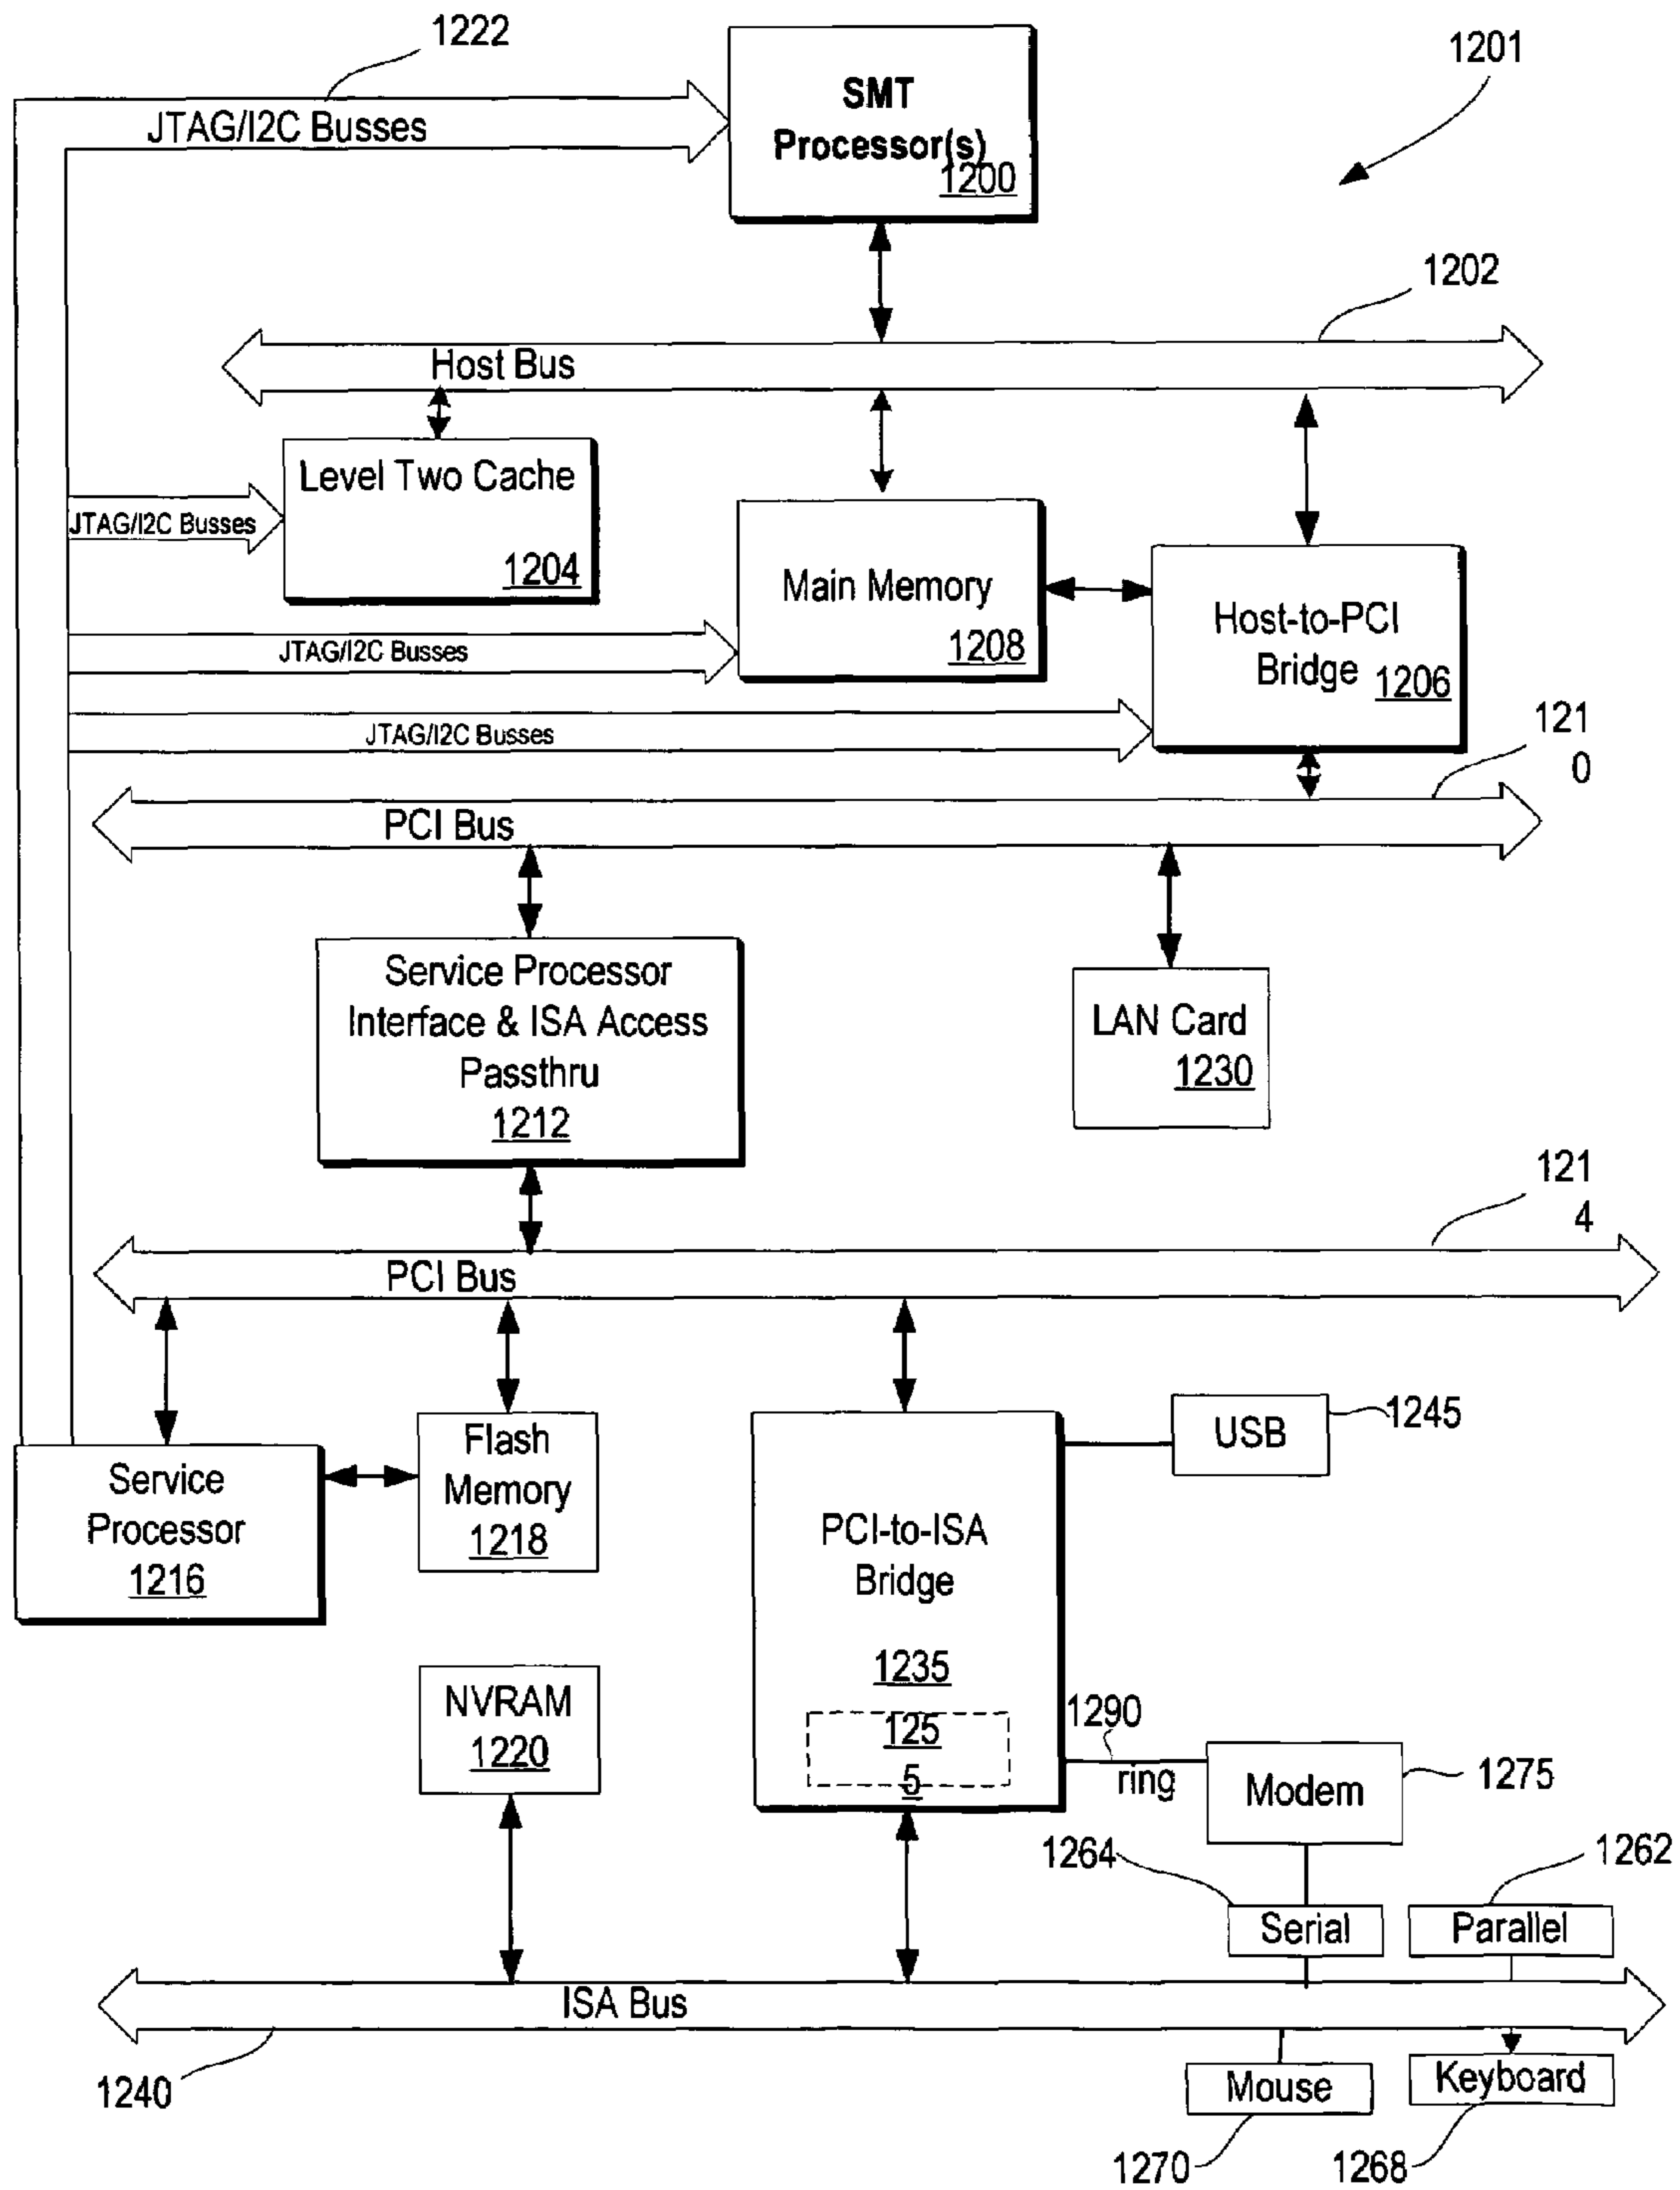 1222
1201
JTAG/I2C Busses
SMT
Processor(s)
1200
1202
Host Bus
Level Two Cache
1204
JTAG/I2C Busses
Main Memory
1208
Host-to-PCI
Bridge
1206
JTAG/I2C Busses
JTAG/I2C Busses
121
0
PCI Bus
Service Processor
Interface & ISA Access
Passthru
1212
LAN Card
1230
121
4
PCI Bus
Service
Processor
1216
Flash
Memory
1218
PCI-to-ISA
Bridge
1235
125
5
USB
1245
NVRAM
1220
1290
ring
Modem
1275
1264
1262
Serial
Parallel
ISA Bus
1240
Mouse
Keyboard
1270
1268